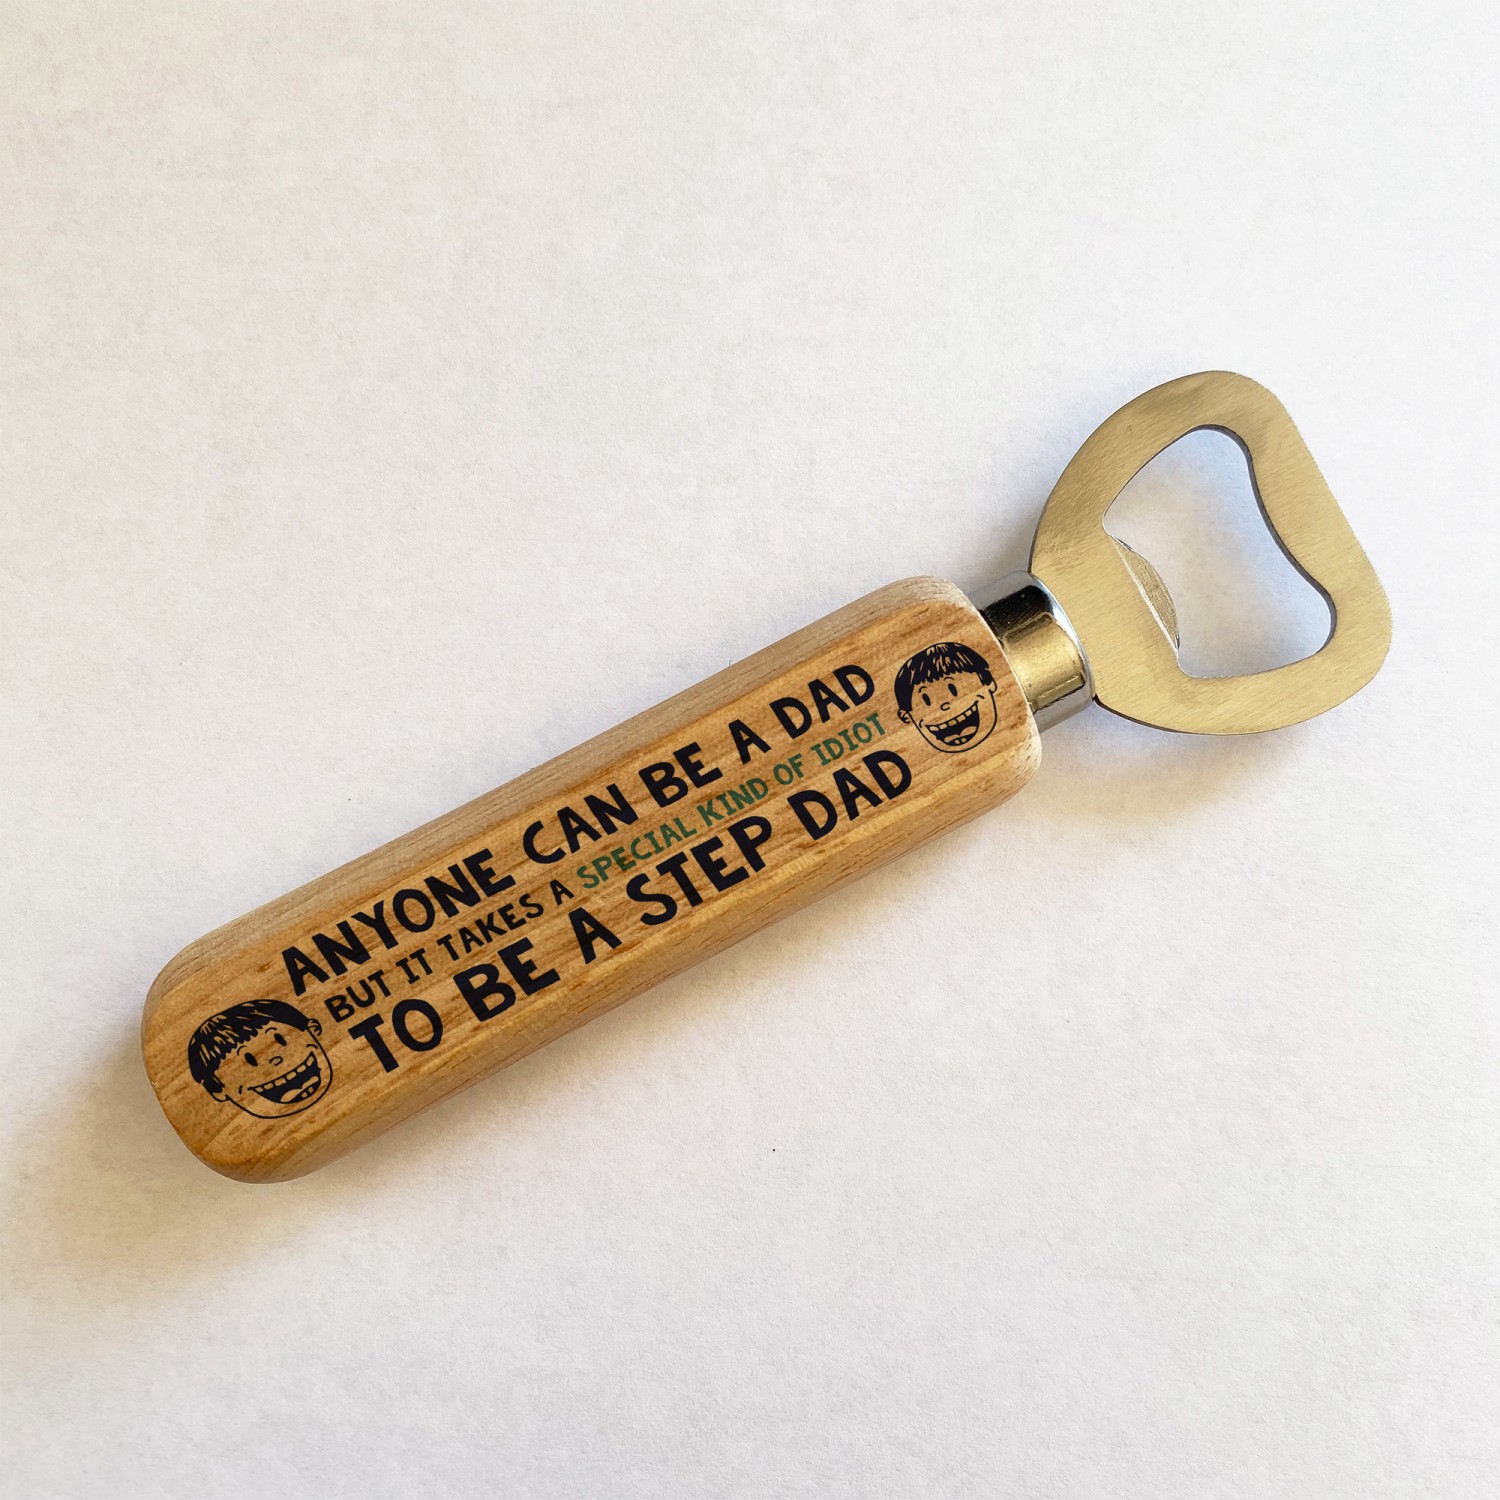 ANYONE CAN BE A DAD
BUT IT TAKES A SPECIAL KIND OF IDIOT
TO BE A STEP DAD